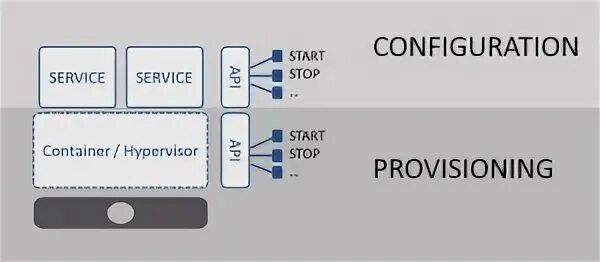 CONFIGURATION
SERVICE SERVICE API START
STOP
..
Container / Hypervisor API START
STOP
..
PROVISIONING